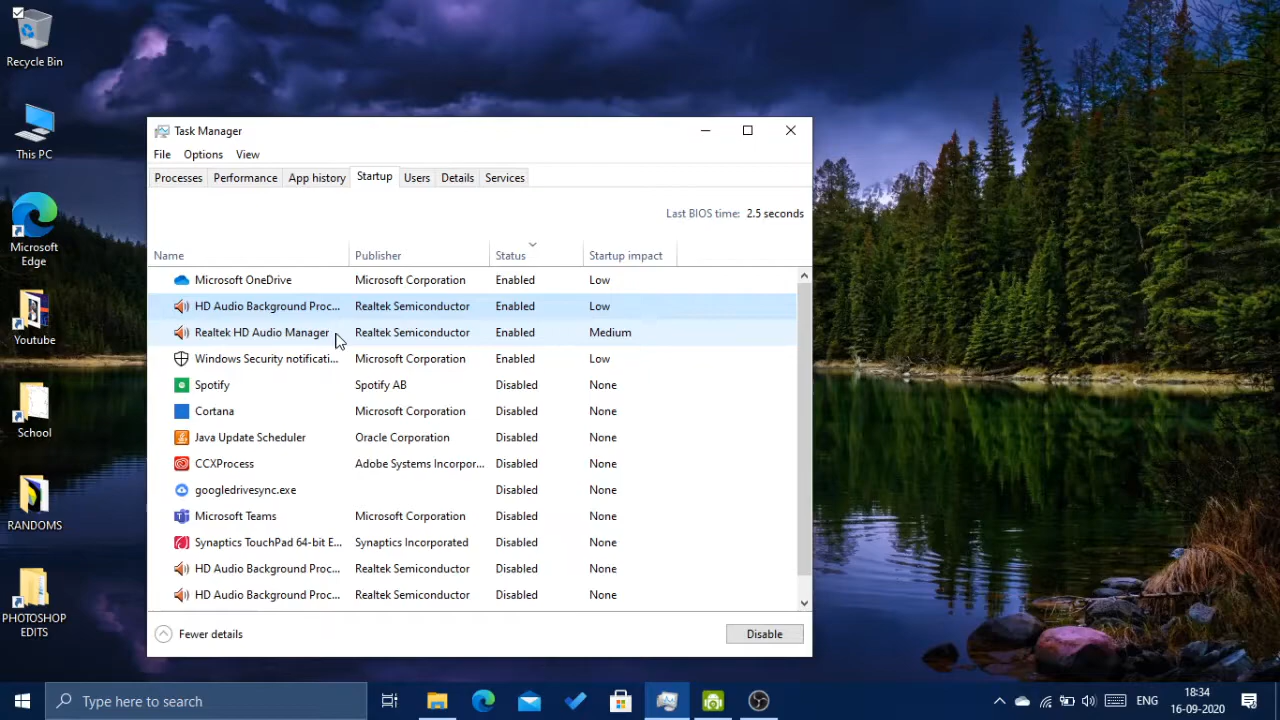 Recycle Bin
This PC
Microsoft
Edge
Youtube
School
RANDOMS
PHOTOSHOP
EDITS
Task Manager
File Options View
Processes Performance App history Startup Users Details Services
Last BIOS time: 2.5 seconds
Name Publisher Status Startup impact
Microsoft OneDrive Microsoft Corporation Enabled Low
HD Audio Background Proc... Realtek Semiconductor Enabled Low
Realtek HD Audio Manager Realtek Semiconductor Enabled Medium
Windows Security notificati... Microsoft Corporation Enabled Low
Spotify Spotify AB Disabled None
Cortana Microsoft Corporation Disabled None
Java Update Scheduler Oracle Corporation Disabled None
CCXProcess Adobe Systems Incorpor... Disabled None
googledrivesync.exe Disabled None
Microsoft Teams Microsoft Corporation Disabled None
Synaptics TouchPad 64-bit E... Synaptics Incorporated Disabled None
HD Audio Background Proc... Realtek Semiconductor Disabled None
HD Audio Background Proc... Realtek Semiconductor Disabled None
Fewer details Disable
Type here to search
ENG
18:34
16-09-2020